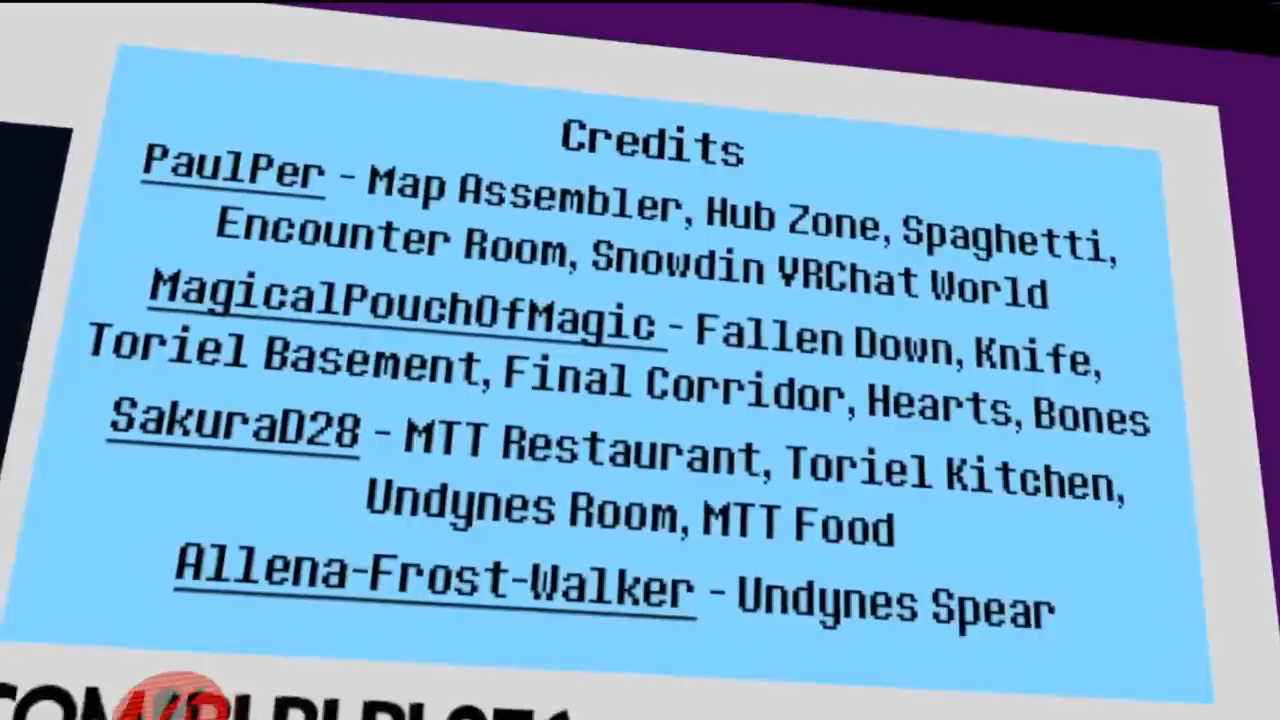 Credits
PaulPer - Map Assembler, Hub Zone, Spaghetti,
Encounter Room, Snowdin VRChat World
MagicalPouchOfMagic - Fallen Down, Knife,
Toriel Basement, Final Corridor, Hearts, Bones
SakuraD28 - MTT Restaurant, Toriel Kitchen,
Undynes Room, MTT Food
Allena-Frost-Walker - Undynes Spear